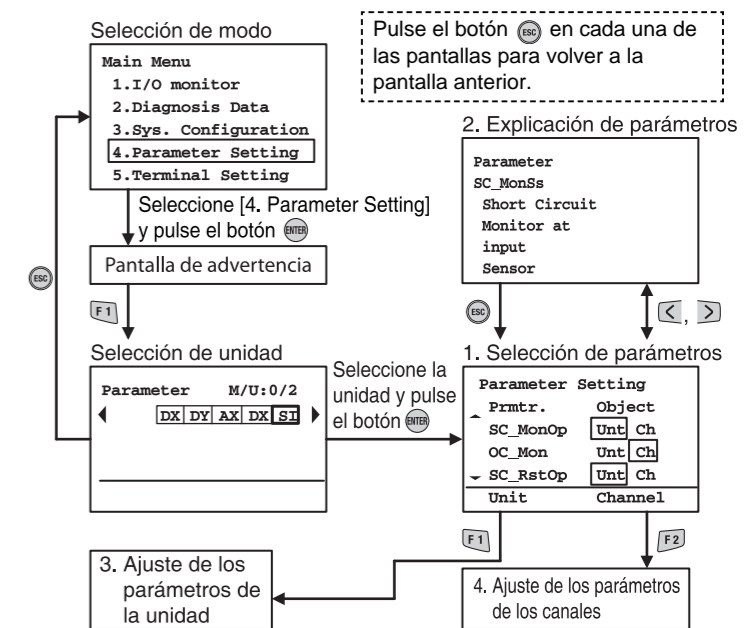 Selección de modo
Main Menu
1.I/O monitor
2.Diagnosis Data
3.Sys. Configuration
4.Parameter Setting
5.Terminal Setting
Pulse el botón ESC en cada una de
las pantallas para volver a la
pantalla anterior.
2. Explicación de parámetros
Parameter
SC_MonSs
Short Circuit
Monitor at
input
Sensor
Seleccione [4. Parameter Setting]
y pulse el botón ENTER
Pantalla de advertencia
ESC
F1
ESC
<, >
Selección de unidad
Parameter M/U:0/2
DX DY AX DX SI
Seleccione la
unidad y pulse
el botón ENTER
1. Selección de parámetros
Parameter Setting
Prmtr. Object
SC_MonOp Unt Ch
OC_Mon Unt Ch
SC_RstOp Unt Ch
Unit Channel
F1
F2
3. Ajuste de los
parámetros de
la unidad
4. Ajuste de los parámetros
de los canales